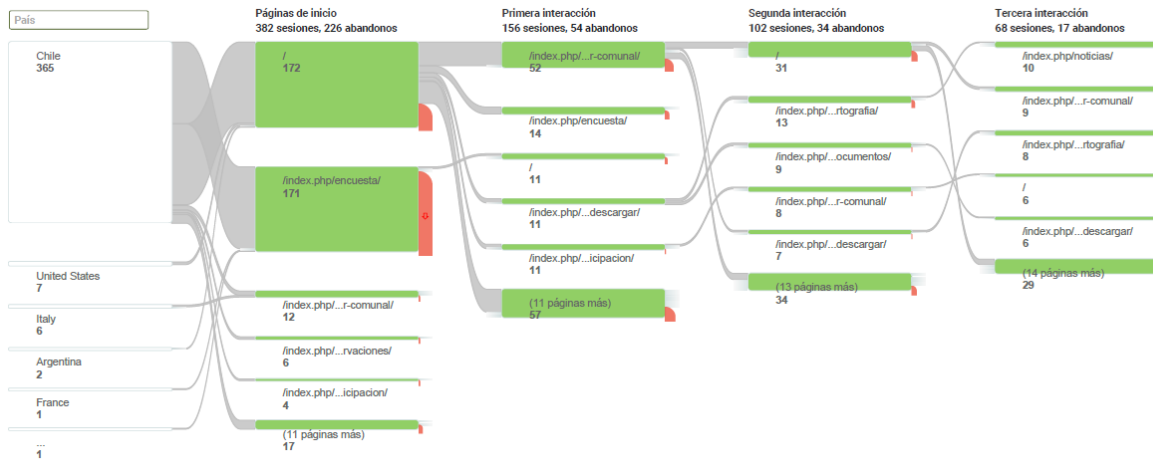 País
Chile
365
United States
7
Italy
6
Argentina
2
France
1
...
1
Páginas de inicio
382 sesiones, 226 abandonos
/
172
/index.php/encuesta/
171
/index.php/...r-comunal/
12
/index.php/...rvaciones/
6
/index.php/...icipacion/
4
(11 páginas más)
17
Primera interacción
156 sesiones, 54 abandonos
/index.php/...r-comunal/
52
/index.php/encuesta/
14
/
11
/index.php/...descargar/
11
/index.php/...icipacion/
11
(11 páginas más)
57
Segunda interacción
102 sesiones, 34 abandonos
/
31
/index.php/...rtografia/
13
/index.php/...ocumentos/
9
/index.php/...r-comunal/
8
/index.php/...descargar/
7
(13 páginas más)
34
Tercera interacción
68 sesiones, 17 abandonos
/index.php/noticias/
10
/index.php/...r-comunal/
9
/index.php/...rtografia/
8
/
6
/index.php/...descargar/
6
(14 páginas más)
29